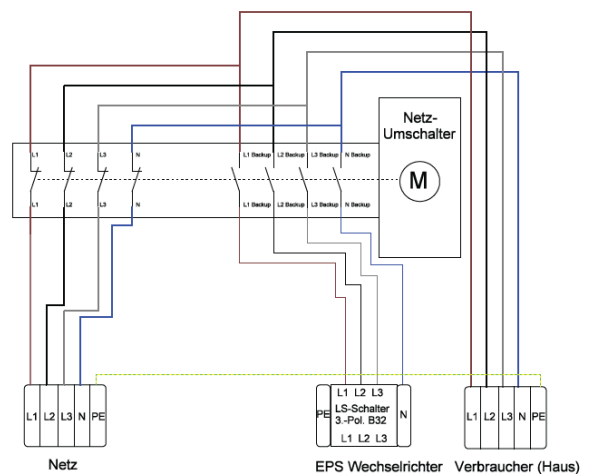 Netz-
Umschalter
L1 L2 L3 N L1 Backup L2 Backup L3 Backup N Backup
M
L1 L2 L3 N L1 Backup L2 Backup L3 Backup N Backup
L1 L2 L3 N PE
PE
L1 L2 L3
LS-Schalter
3.-Pol. B32
L1 L2 L3
N
L1 L2 L3 N PE
Netz
EPS Wechselrichter
Verbraucher (Haus)